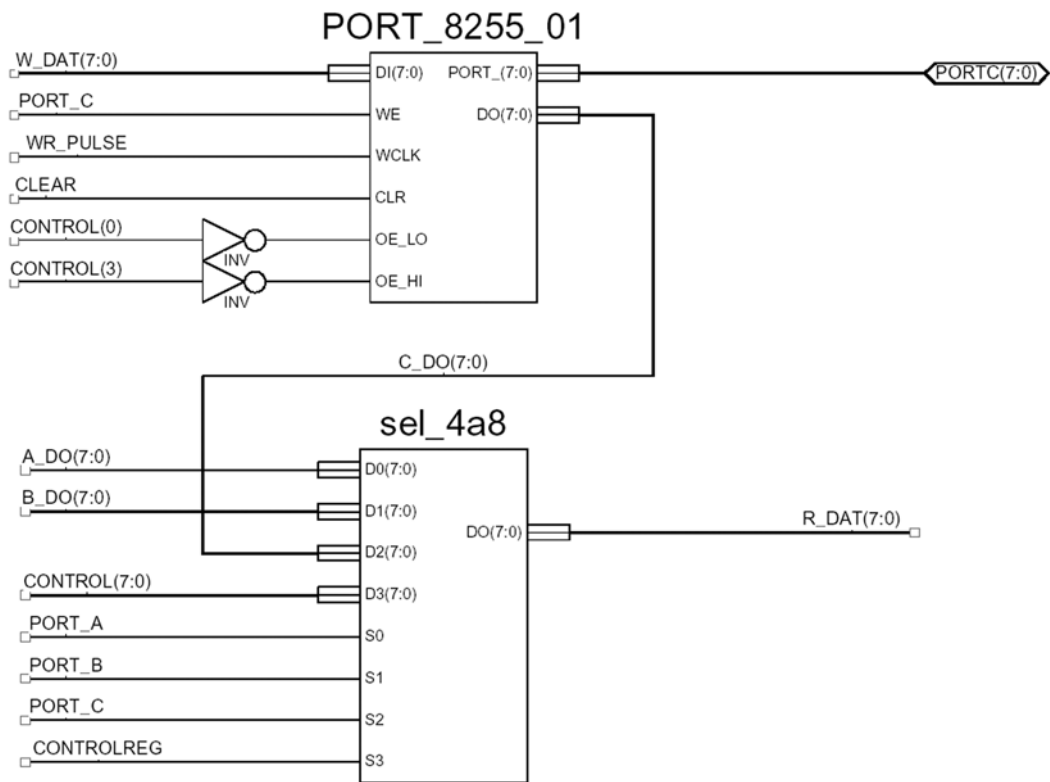 PORT_8255_01
W_DAT(7:0)
DI(7:0)
PORT_(7:0)
PORTC(7:0)
PORT_C
WE
DO(7:0)
WR_PULSE
WCLK
CLEAR
CLR
CONTROL(0)
INV
OE_LO
CONTROL(3)
INV
OE_HI
C_DO(7:0)
sel_4a8
A_DO(7:0)
D0(7:0)
B_DO(7:0)
D1(7:0)
DO(7:0)
R_DAT(7:0)
D2(7:0)
CONTROL(7:0)
D3(7:0)
PORT_A
S0
PORT_B
S1
PORT_C
S2
CONTROLREG
S3